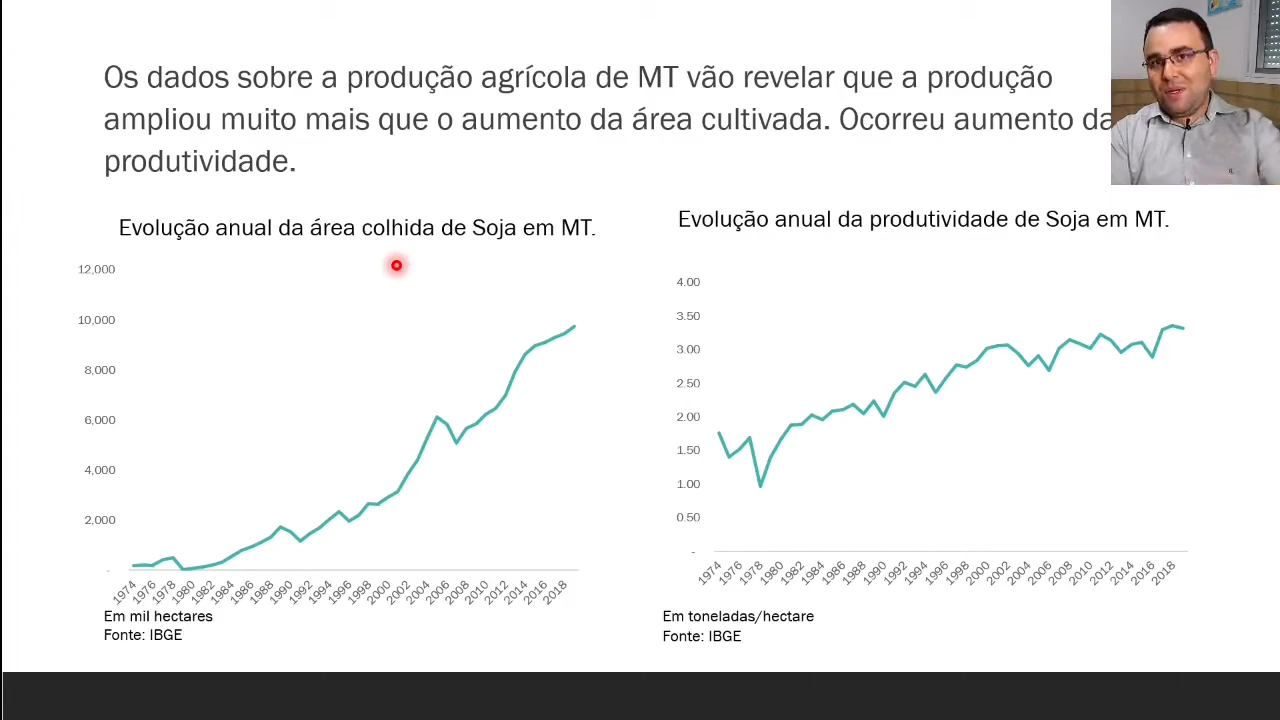 Os dados sobre a produção agrícola de MT vão revelar que a produção
ampliou muito mais que o aumento da área cultivada. Ocorreu aumento da
produtividade.
Evolução anual da área colhida de Soja em MT.
12,000
10,000
8,000
6,000
4,000
2,000
-
1974 1976 1978 1980 1982 1984 1986 1988 1990 1992 1994 1996 1998 2000 2002 2004 2006 2008 2010 2012 2014 2016 2018
Em mil hectares
Fonte: IBGE
Evolução anual da produtividade de Soja em MT.
4.00
3.50
3.00
2.50
2.00
1.50
1.00
0.50
-
1974 1976 1978 1980 1982 1984 1986 1988 1990 1992 1994 1996 1998 2000 2002 2004 2006 2008 2010 2012 2014 2016 2018
Em toneladas/hectare
Fonte: IBGE